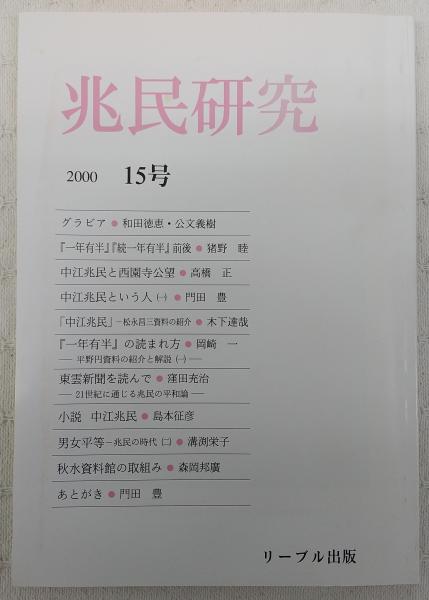 兆民研究
2000 15号
グラビア ● 和田徳恵・公文義樹
『一年有半』『続一年有半』前後 ● 猪野 睦
中江兆民と西園寺公望 ● 高橋 正
中江兆民という人 ㈠ ● 門田 豊
「中江兆民」－松永昌三資料の紹介 ● 木下達哉
『一年有半』の読まれ方 ● 岡崎 一
── 平野円資料の紹介と解説 ㈠ ──
東雲新聞を読んで ● 窪田充治
── 21世紀に通じる兆民の平和論 ──
小説 中江兆民 ● 島本征彦
男女平等－兆民の時代 ㈡ ● 溝渕栄子
秋水資料館の取組み ● 森岡邦廣
あとがき ● 門田 豊
リーブル出版